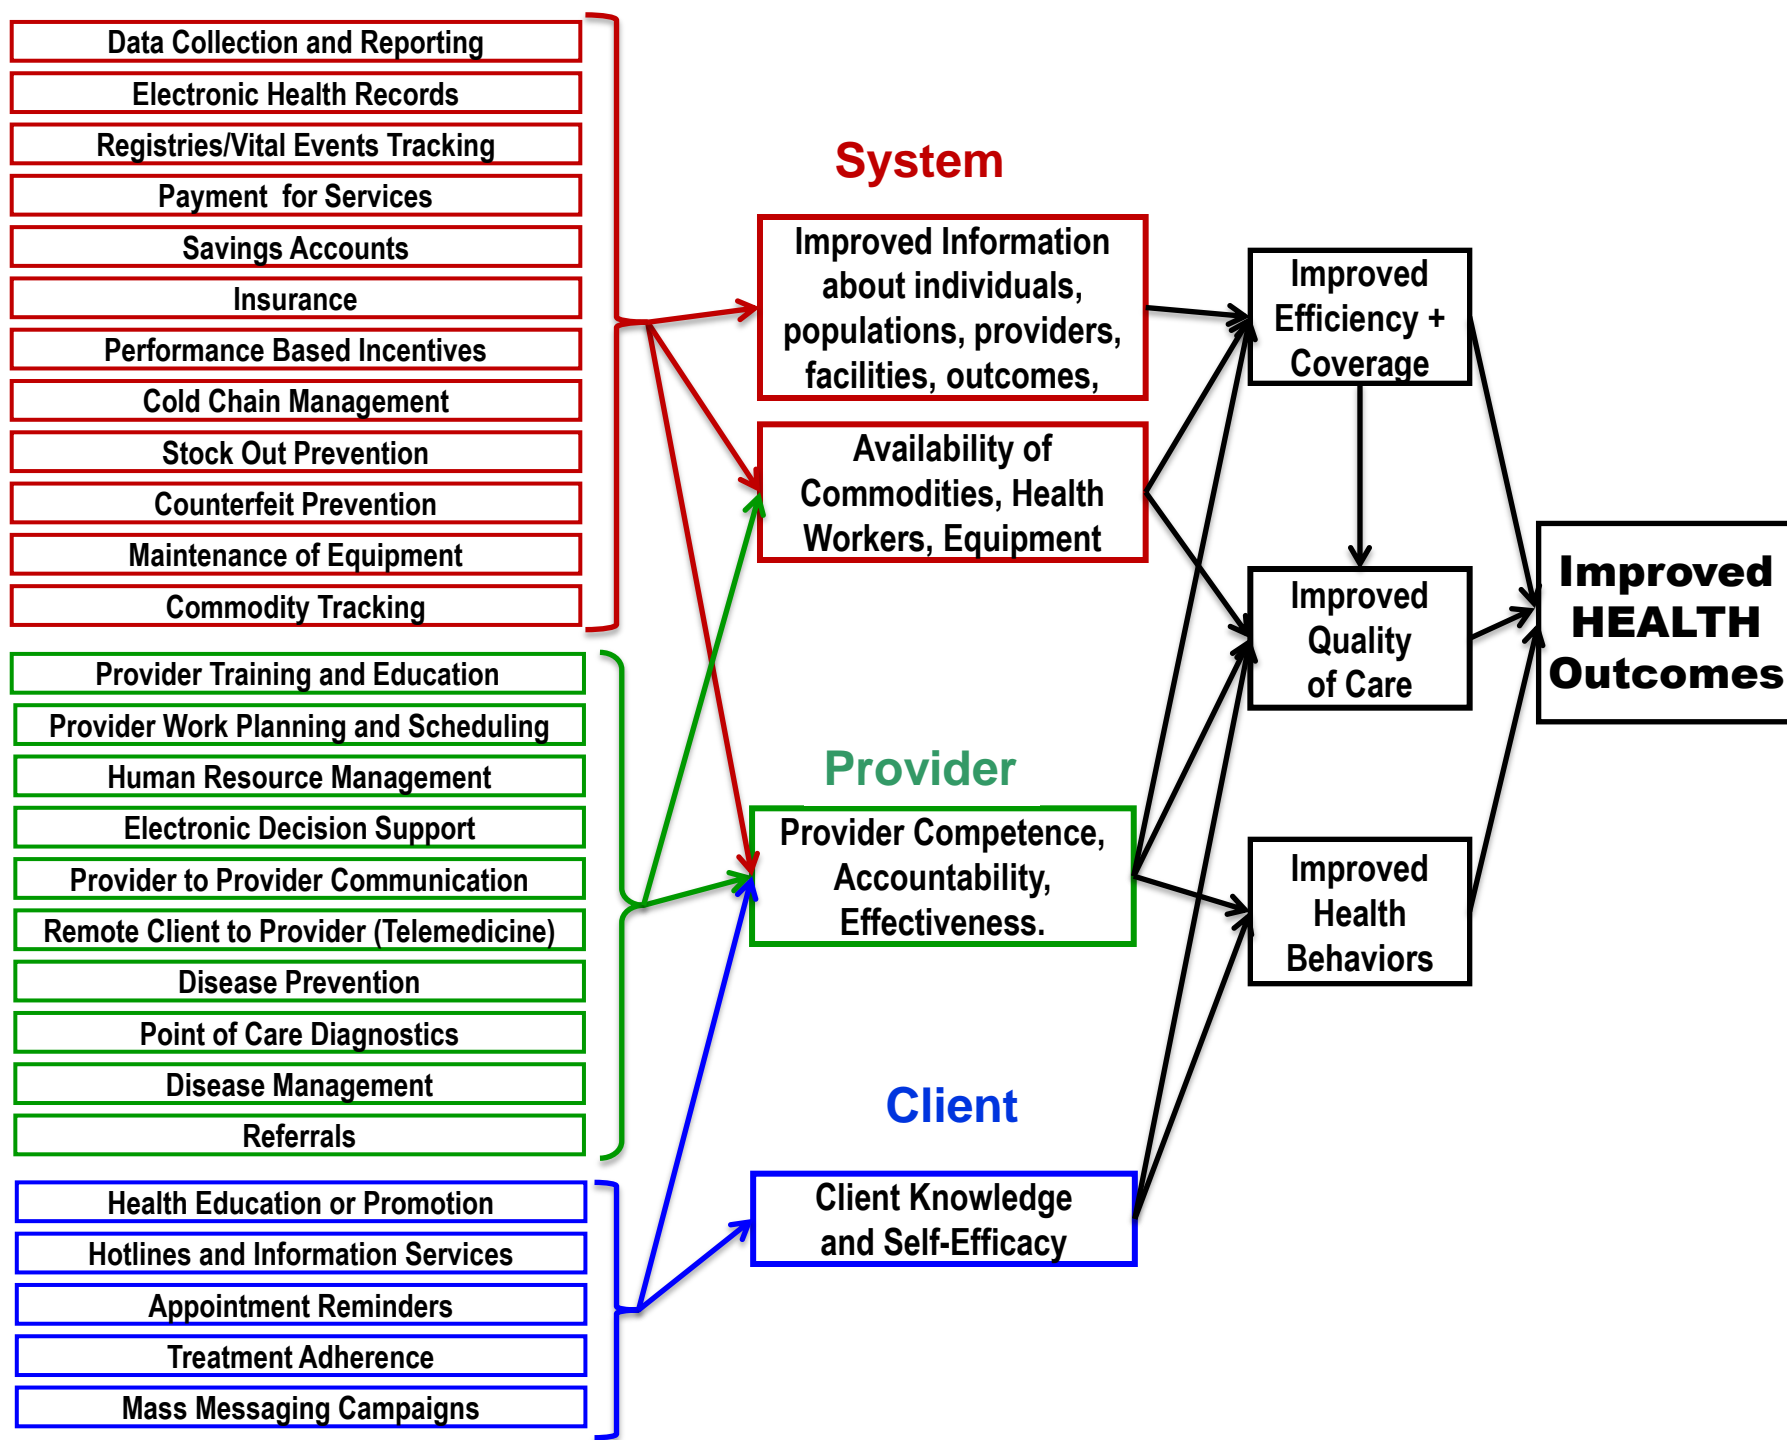 Data Collection and Reporting
Electronic Health Records
Registries/Vital Events Tracking
Payment for Services
Savings Accounts
Insurance
Performance Based Incentives
Cold Chain Management
Stock Out Prevention
Counterfeit Prevention
Maintenance of Equipment
Commodity Tracking
Provider Training and Education
Provider Work Planning and Scheduling
Human Resource Management
Electronic Decision Support
Provider to Provider Communication
Remote Client to Provider (Telemedicine)
Disease Prevention
Point of Care Diagnostics
Disease Management
Referrals
Health Education or Promotion
Hotlines and Information Services
Appointment Reminders
Treatment Adherence
Mass Messaging Campaigns
System
Improved Information
about individuals,
populations, providers,
facilities, outcomes,
Availability of
Commodities, Health
Workers, Equipment
Provider
Provider Competence,
Accountability,
Effectiveness.
Client
Client Knowledge
and Self-Efficacy
Improved
Efficiency +
Coverage
Improved
Quality
of Care
Improved
Health
Behaviors
Improved
HEALTH
Outcomes